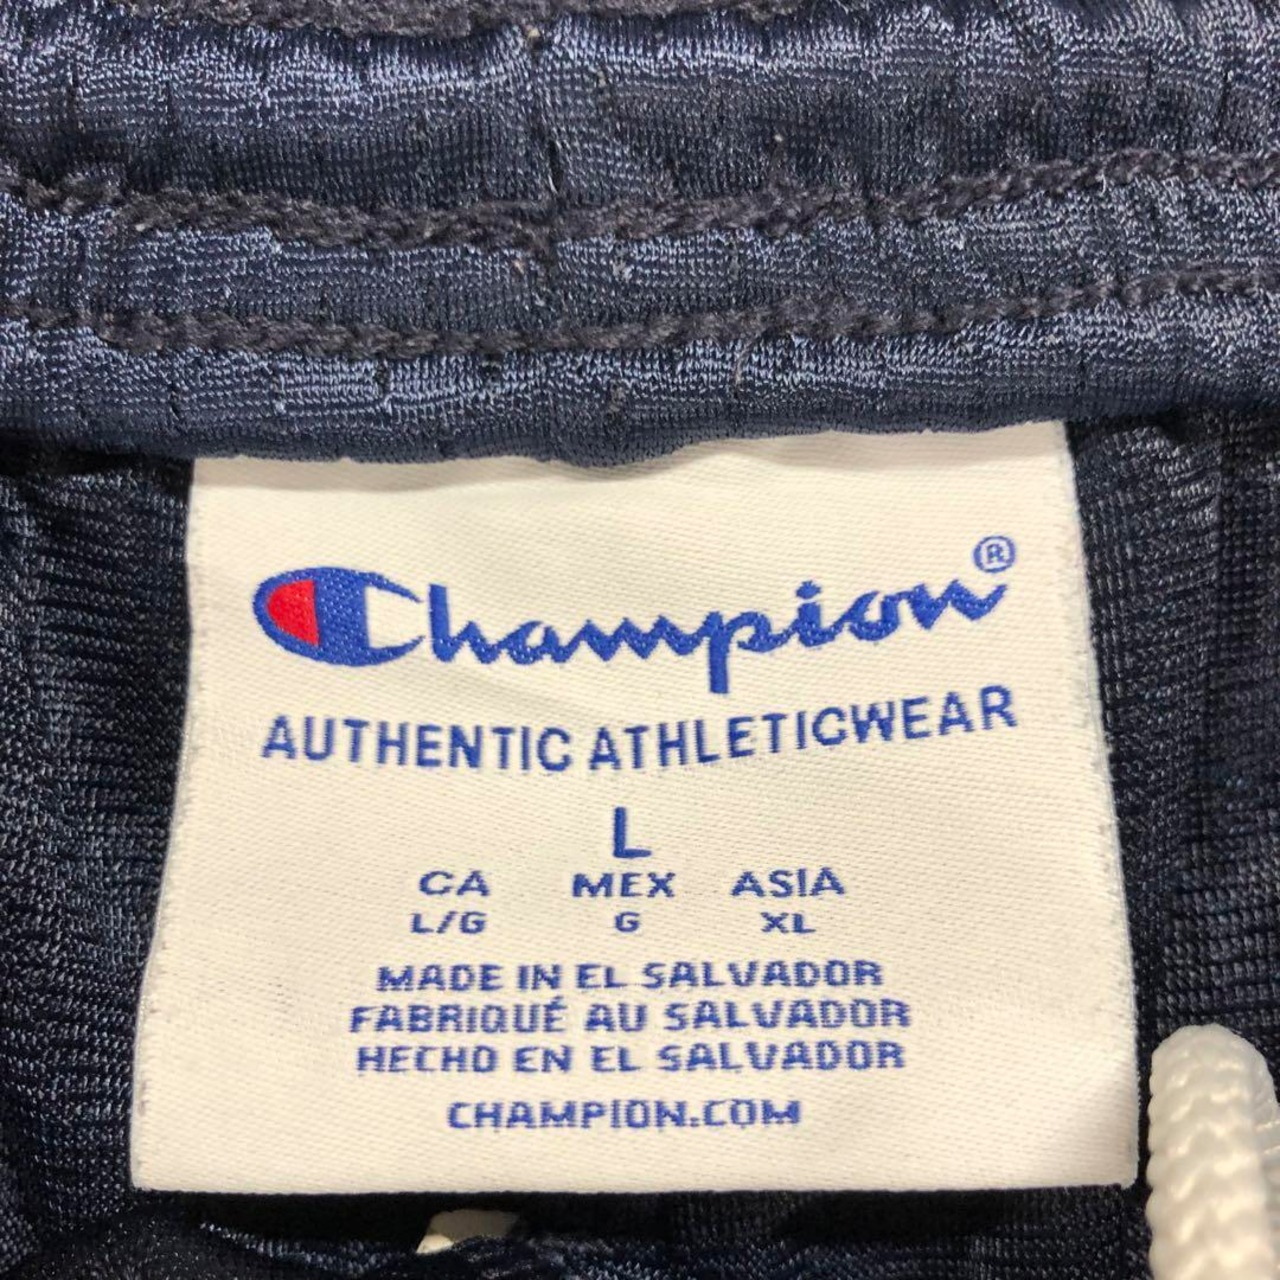 Champion®
AUTHENTIC ATHLETICWEAR
L
CA MEX ASIA
L/G G XL
MADE IN EL SALVADOR
FABRIQUÉ AU SALVADOR
HECHO EN EL SALVADOR
CHAMPION.COM